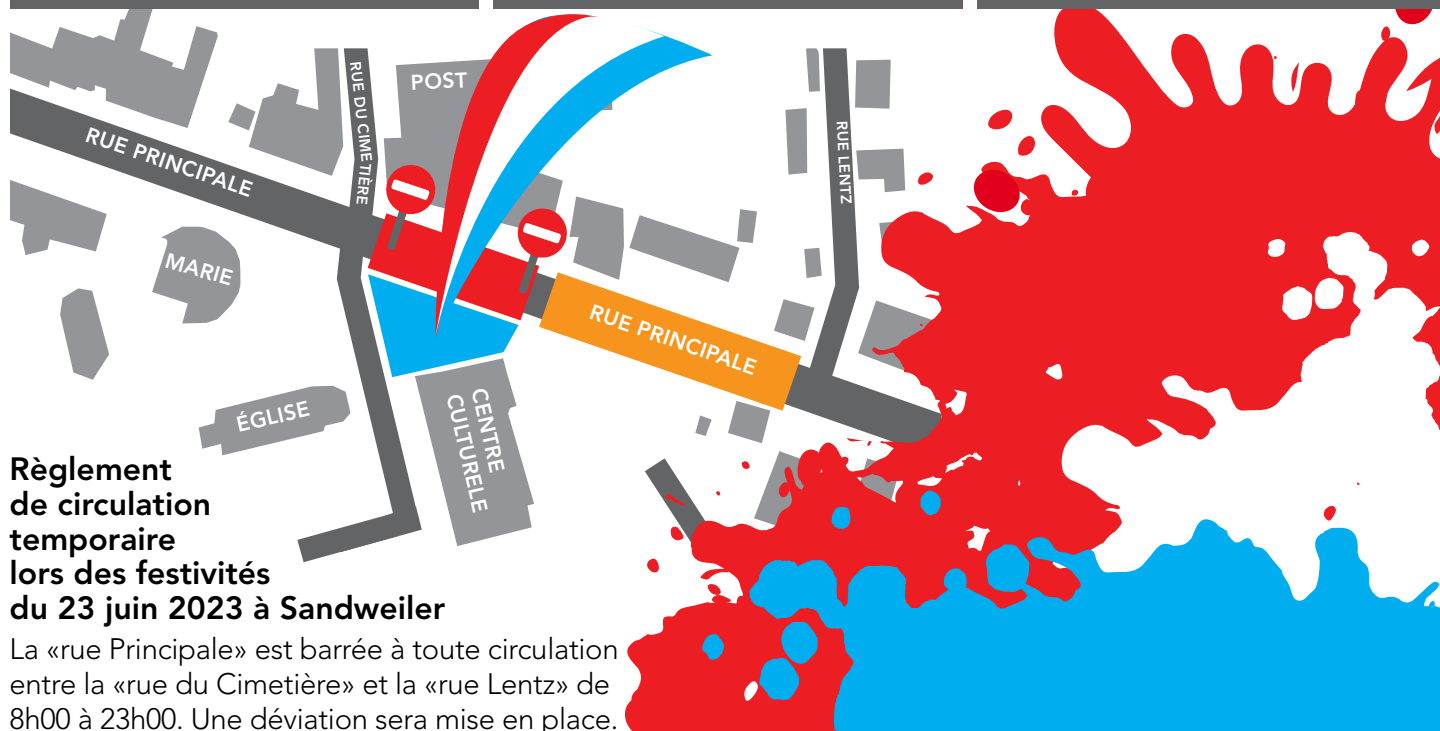 POST
RUE DU CIMETIÈRE
RUE PRINCIPALE
RUE LENTZ
MARIE
RUE PRINCIPALE
ÉGLISE
CENTRE
CULTURELE
Règlement
de circulation
temporaire
lors des festivités
du 23 juin 2023 à Sandweiler
La «rue Principale» est barrée à toute circulation
entre la «rue du Cimetière» et la «rue Lentz» de
8h00 à 23h00. Une déviation sera mise en place.